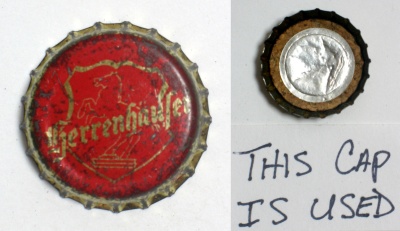 Herrenhäuser
THIS CAP
IS USED